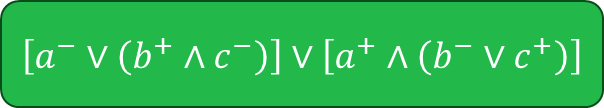 [a⁻ ∨ (b⁺ ∧ c⁻)] ∨ [a⁺ ∧ (b⁻ ∨ c⁺)]